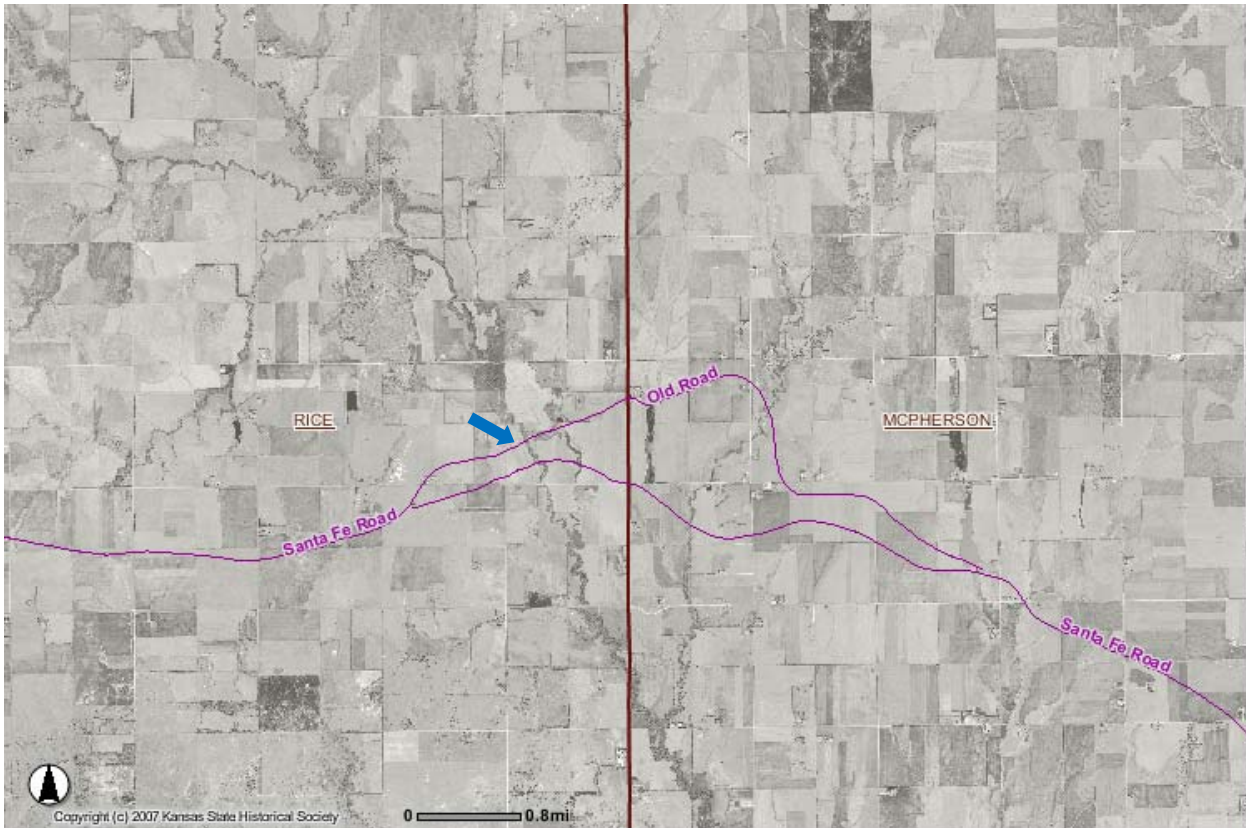 Old Road
RICE
MCPHERSON
Santa Fe Road
Santa Fe Road
Copyright (c) 2007 Kansas State Historical Society
0 0.8mi